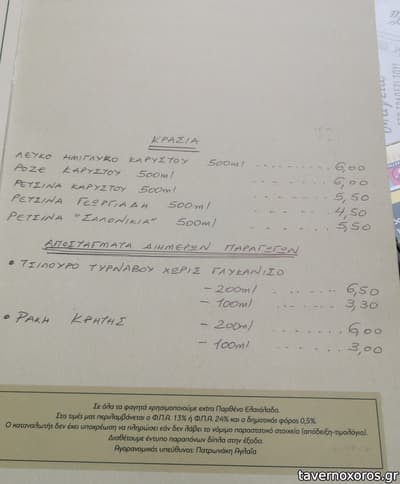 ΚΡΑΣΙΑ
ΛΕΥΚΟ ΗΜΙΓΛΥΚΟ ΚΑΡΥΣΤΟΥ 500ml ........... 6,00
ΡΟΖΕ ΚΑΡΥΣΤΟΥ 500ml ........... 6,00
ΡΕΤΣΙΝΑ ΚΑΡΥΣΤΟΥ 500ml ........... 5,50
ΡΕΤΣΙΝΑ ΓΕΩΡΓΙΑΔΗ 500ml ........... 4,50
ΡΕΤΣΙΝΑ "ΣΑΛΟΝΙΚΙΑ" 500ml ........... 5,50
ΑΠΟΣΤΑΓΜΑΤΑ ΔΙΗΜΕΡΩΝ ΠΑΡΑΓΩΓΩΝ
• ΤΣΙΠΟΥΡΟ ΤΥΡΝΑΒΟΥ ΧΩΡΙΣ ΓΛΥΚΑΝΙΣΟ
- 200ml ........... 6,50
- 100ml ........... 3,30
• ΡΑΚΗ ΚΡΗΤΗΣ - 200ml ........... 6,00
- 100ml ........... 3,00
Σε όλα τα φαγητά χρησιμοποιούμε extra Παρθένο Ελαιόλαδο.
Στις τιμές μας περιλαμβάνεται ο Φ.Π.Α. 13% ή Φ.Π.Α. 24% και ο δημοτικός φόρος 0,5%.
Ο καταναλωτής δεν έχει υποχρέωση να πληρώσει εάν δεν λάβει το νόμιμο παραστατικό στοιχείο (απόδειξη-τιμολόγιο).
Διαθέτουμε έντυπο παραπόνων δίπλα στην έξοδο.
Αγορανομικός υπεύθυνος: Πατρωνάκη Αγλαΐα
tavernoxoros.gr